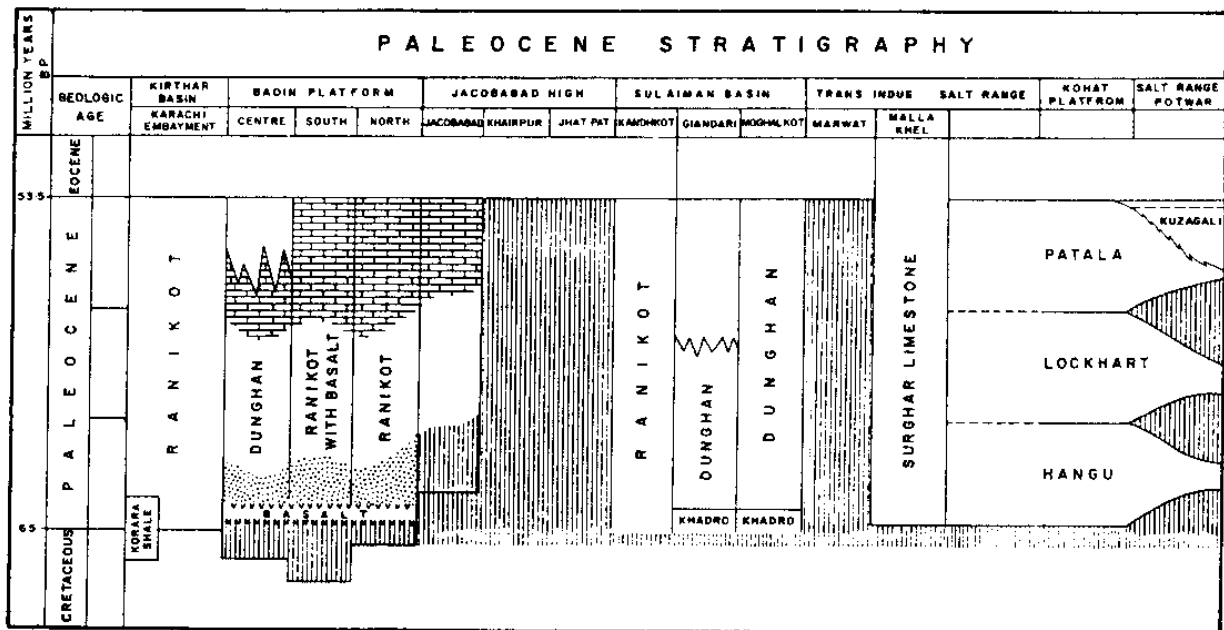 PALEOCENE STRATIGRAPHY
MILLION YEARS B P
GEOLOGIC AGE
KIRTHAR BASIN
BADIN PLATFORM
JACOBABAD HIGH
SULAIMAN BASIN
TRANS INDUE SALT RANGE
KOHAT PLATFROM
SALT RANGE POTWAR
KARACHI EMBAYMENT
CENTRE
SOUTH
NORTH
JACOBABAD
KHAIRPUR
JHAT PAT
KANDHKOT
GIANDARI
MOGHALKOT
MARWAT
MALLA KHEL
EOCENE
53.5
PALEOCENE
65
CRETACEOUS
RANIKOT
KORARA SHALE
DUNGHAN
RANIKOT WITH BASALT
RANIKOT
BASALT
RANIKOT
DUNGHAN
KHADRO
DUNGHAN
KHADRO
SURGHAR LIMESTONE
PATALA
LOCKHART
HANGU
KUZAGALI